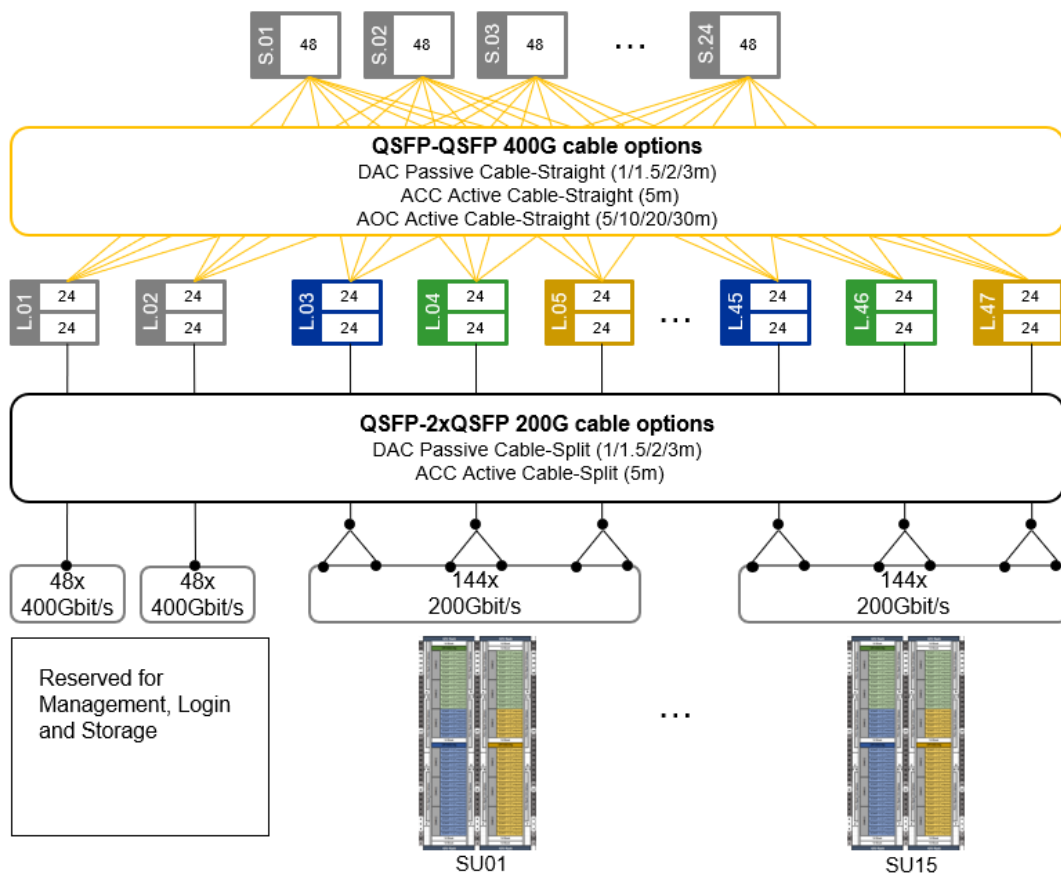 S.01
48
S.02
48
S.03
48
...
S.24
48
QSFP-QSFP 400G cable options
DAC Passive Cable-Straight (1/1.5/2/3m)
ACC Active Cable-Straight (5m)
AOC Active Cable-Straight (5/10/20/30m)
L.01
24
24
L.02
24
24
L.03
24
24
L.04
24
24
L.05
24
24
...
L.45
24
24
L.46
24
24
L.47
24
24
QSFP-2xQSFP 200G cable options
DAC Passive Cable-Split (1/1.5/2/3m)
ACC Active Cable-Split (5m)
48x
400Gbit/s
48x
400Gbit/s
144x
200Gbit/s
144x
200Gbit/s
Reserved for
Management, Login
and Storage
...
SU01
SU15